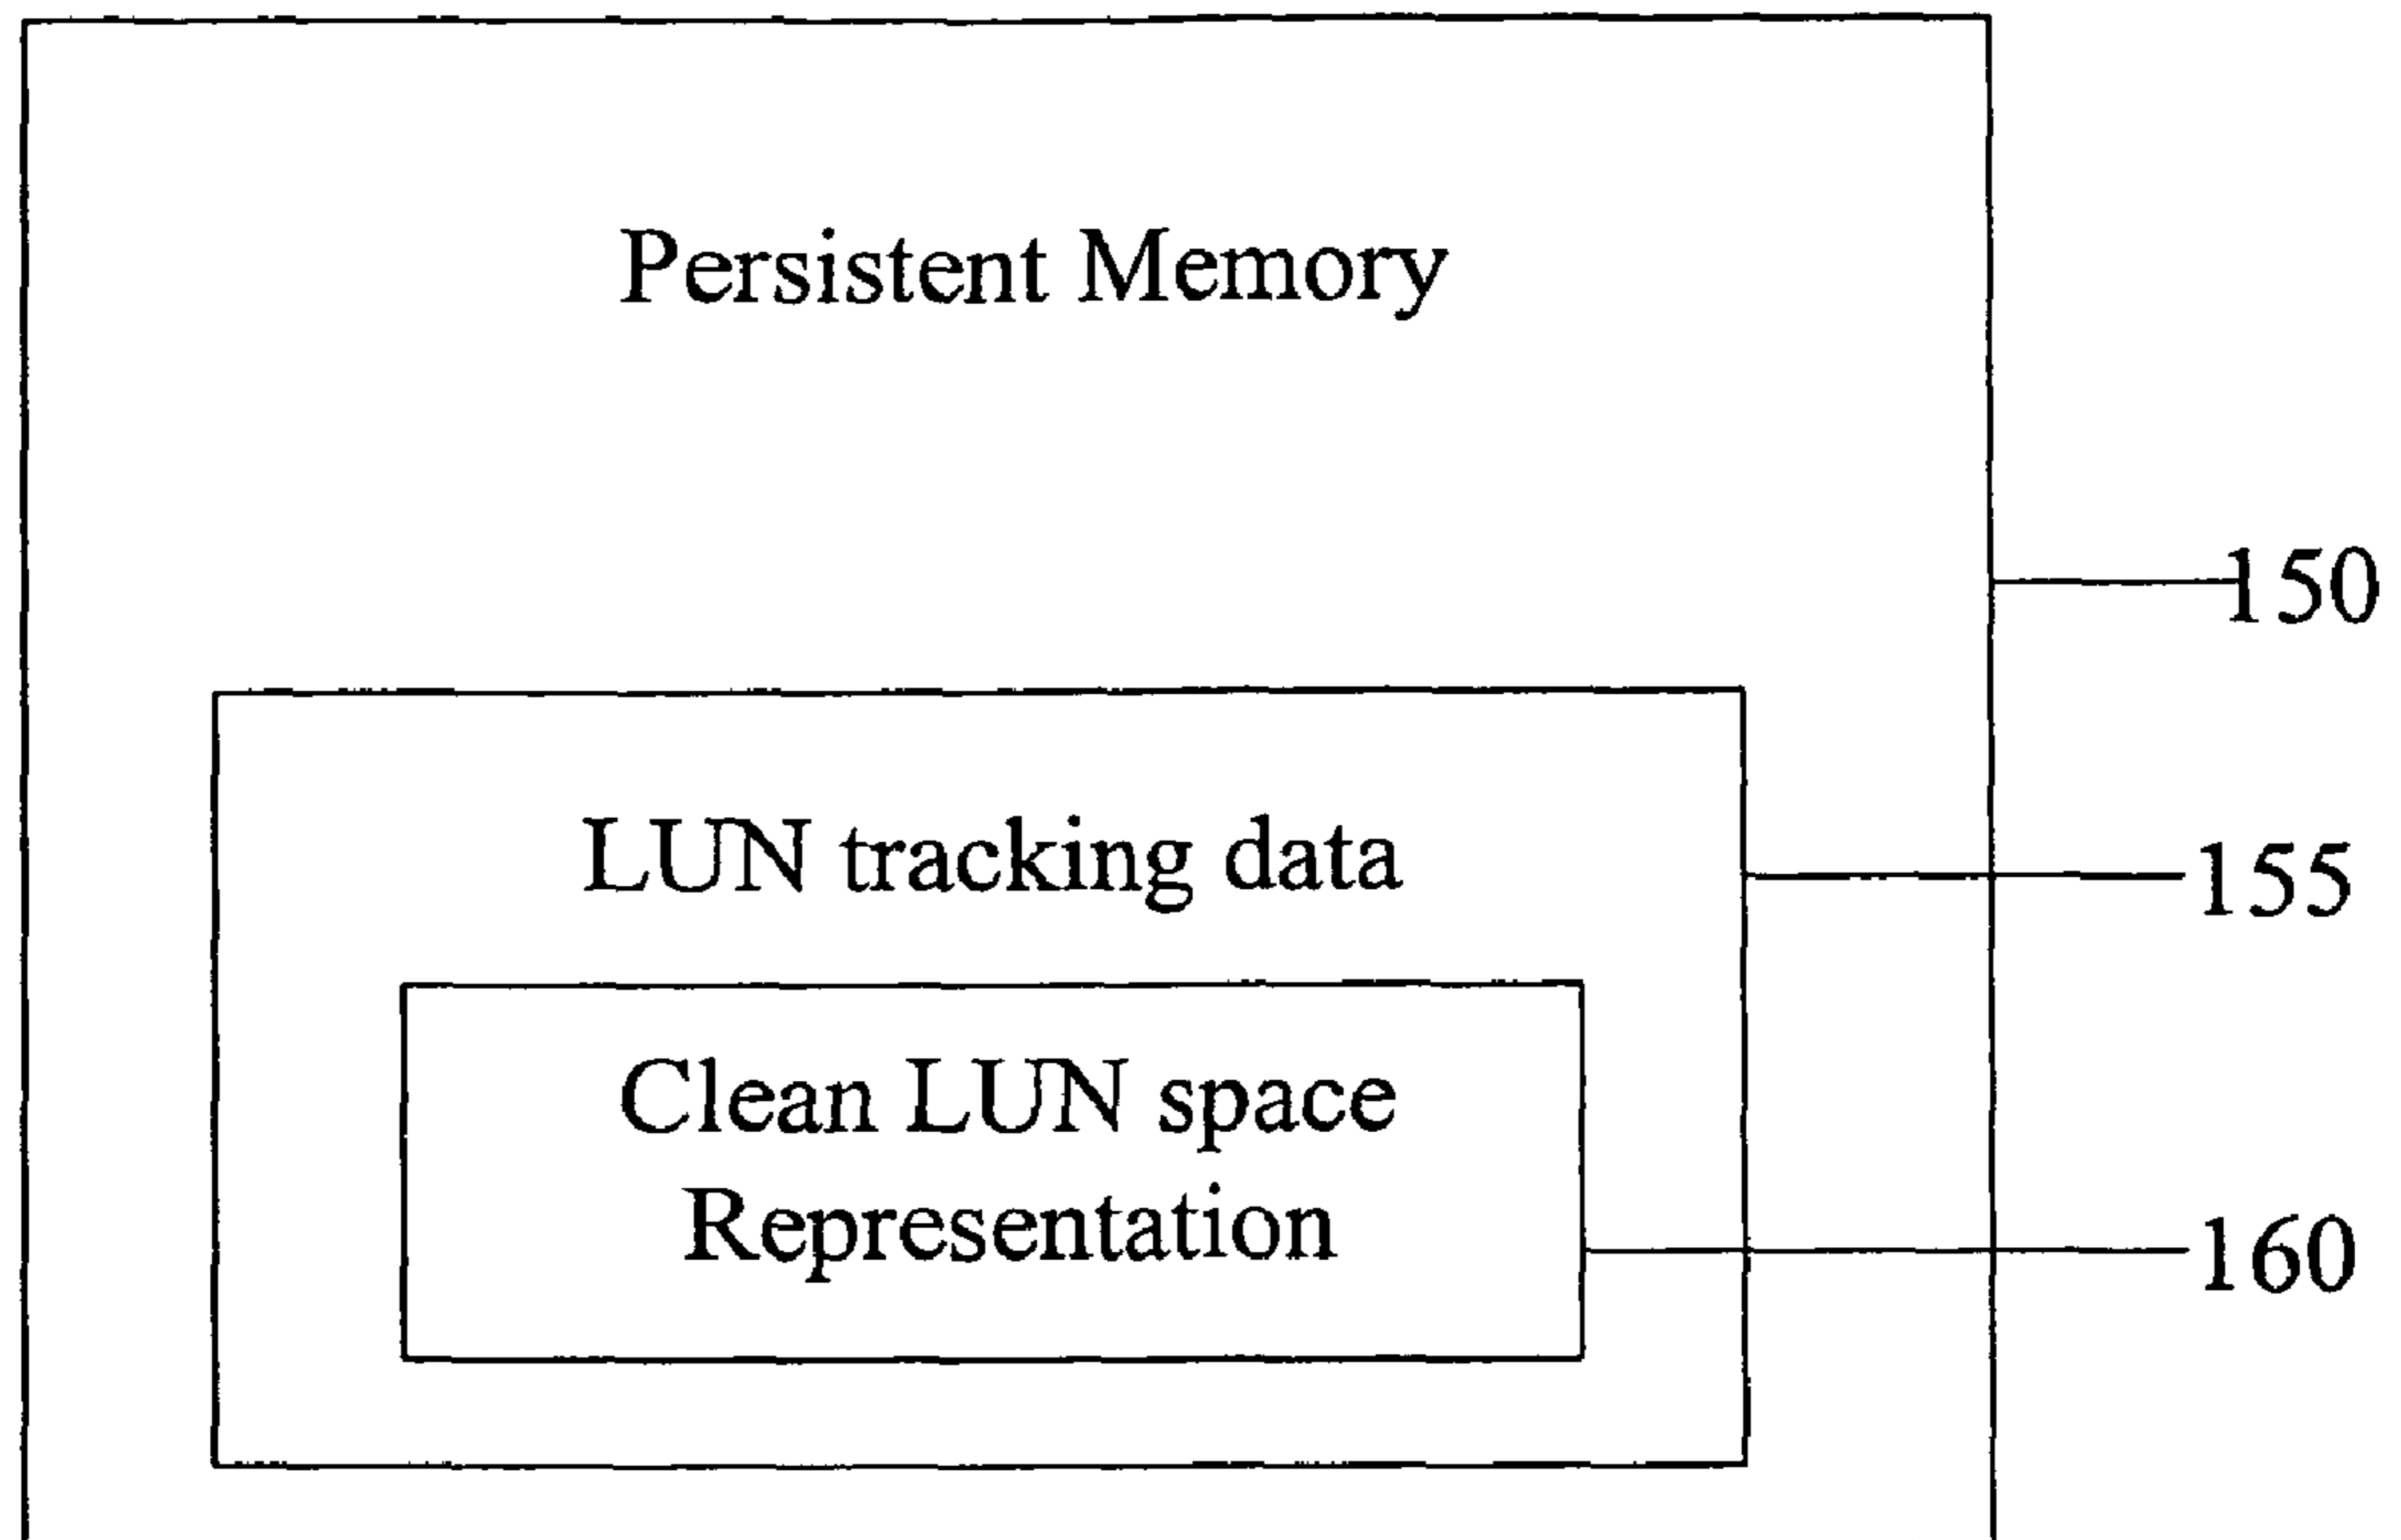 Persistent Memory
150
LUN tracking data
155
Clean LUN space
Representation
160